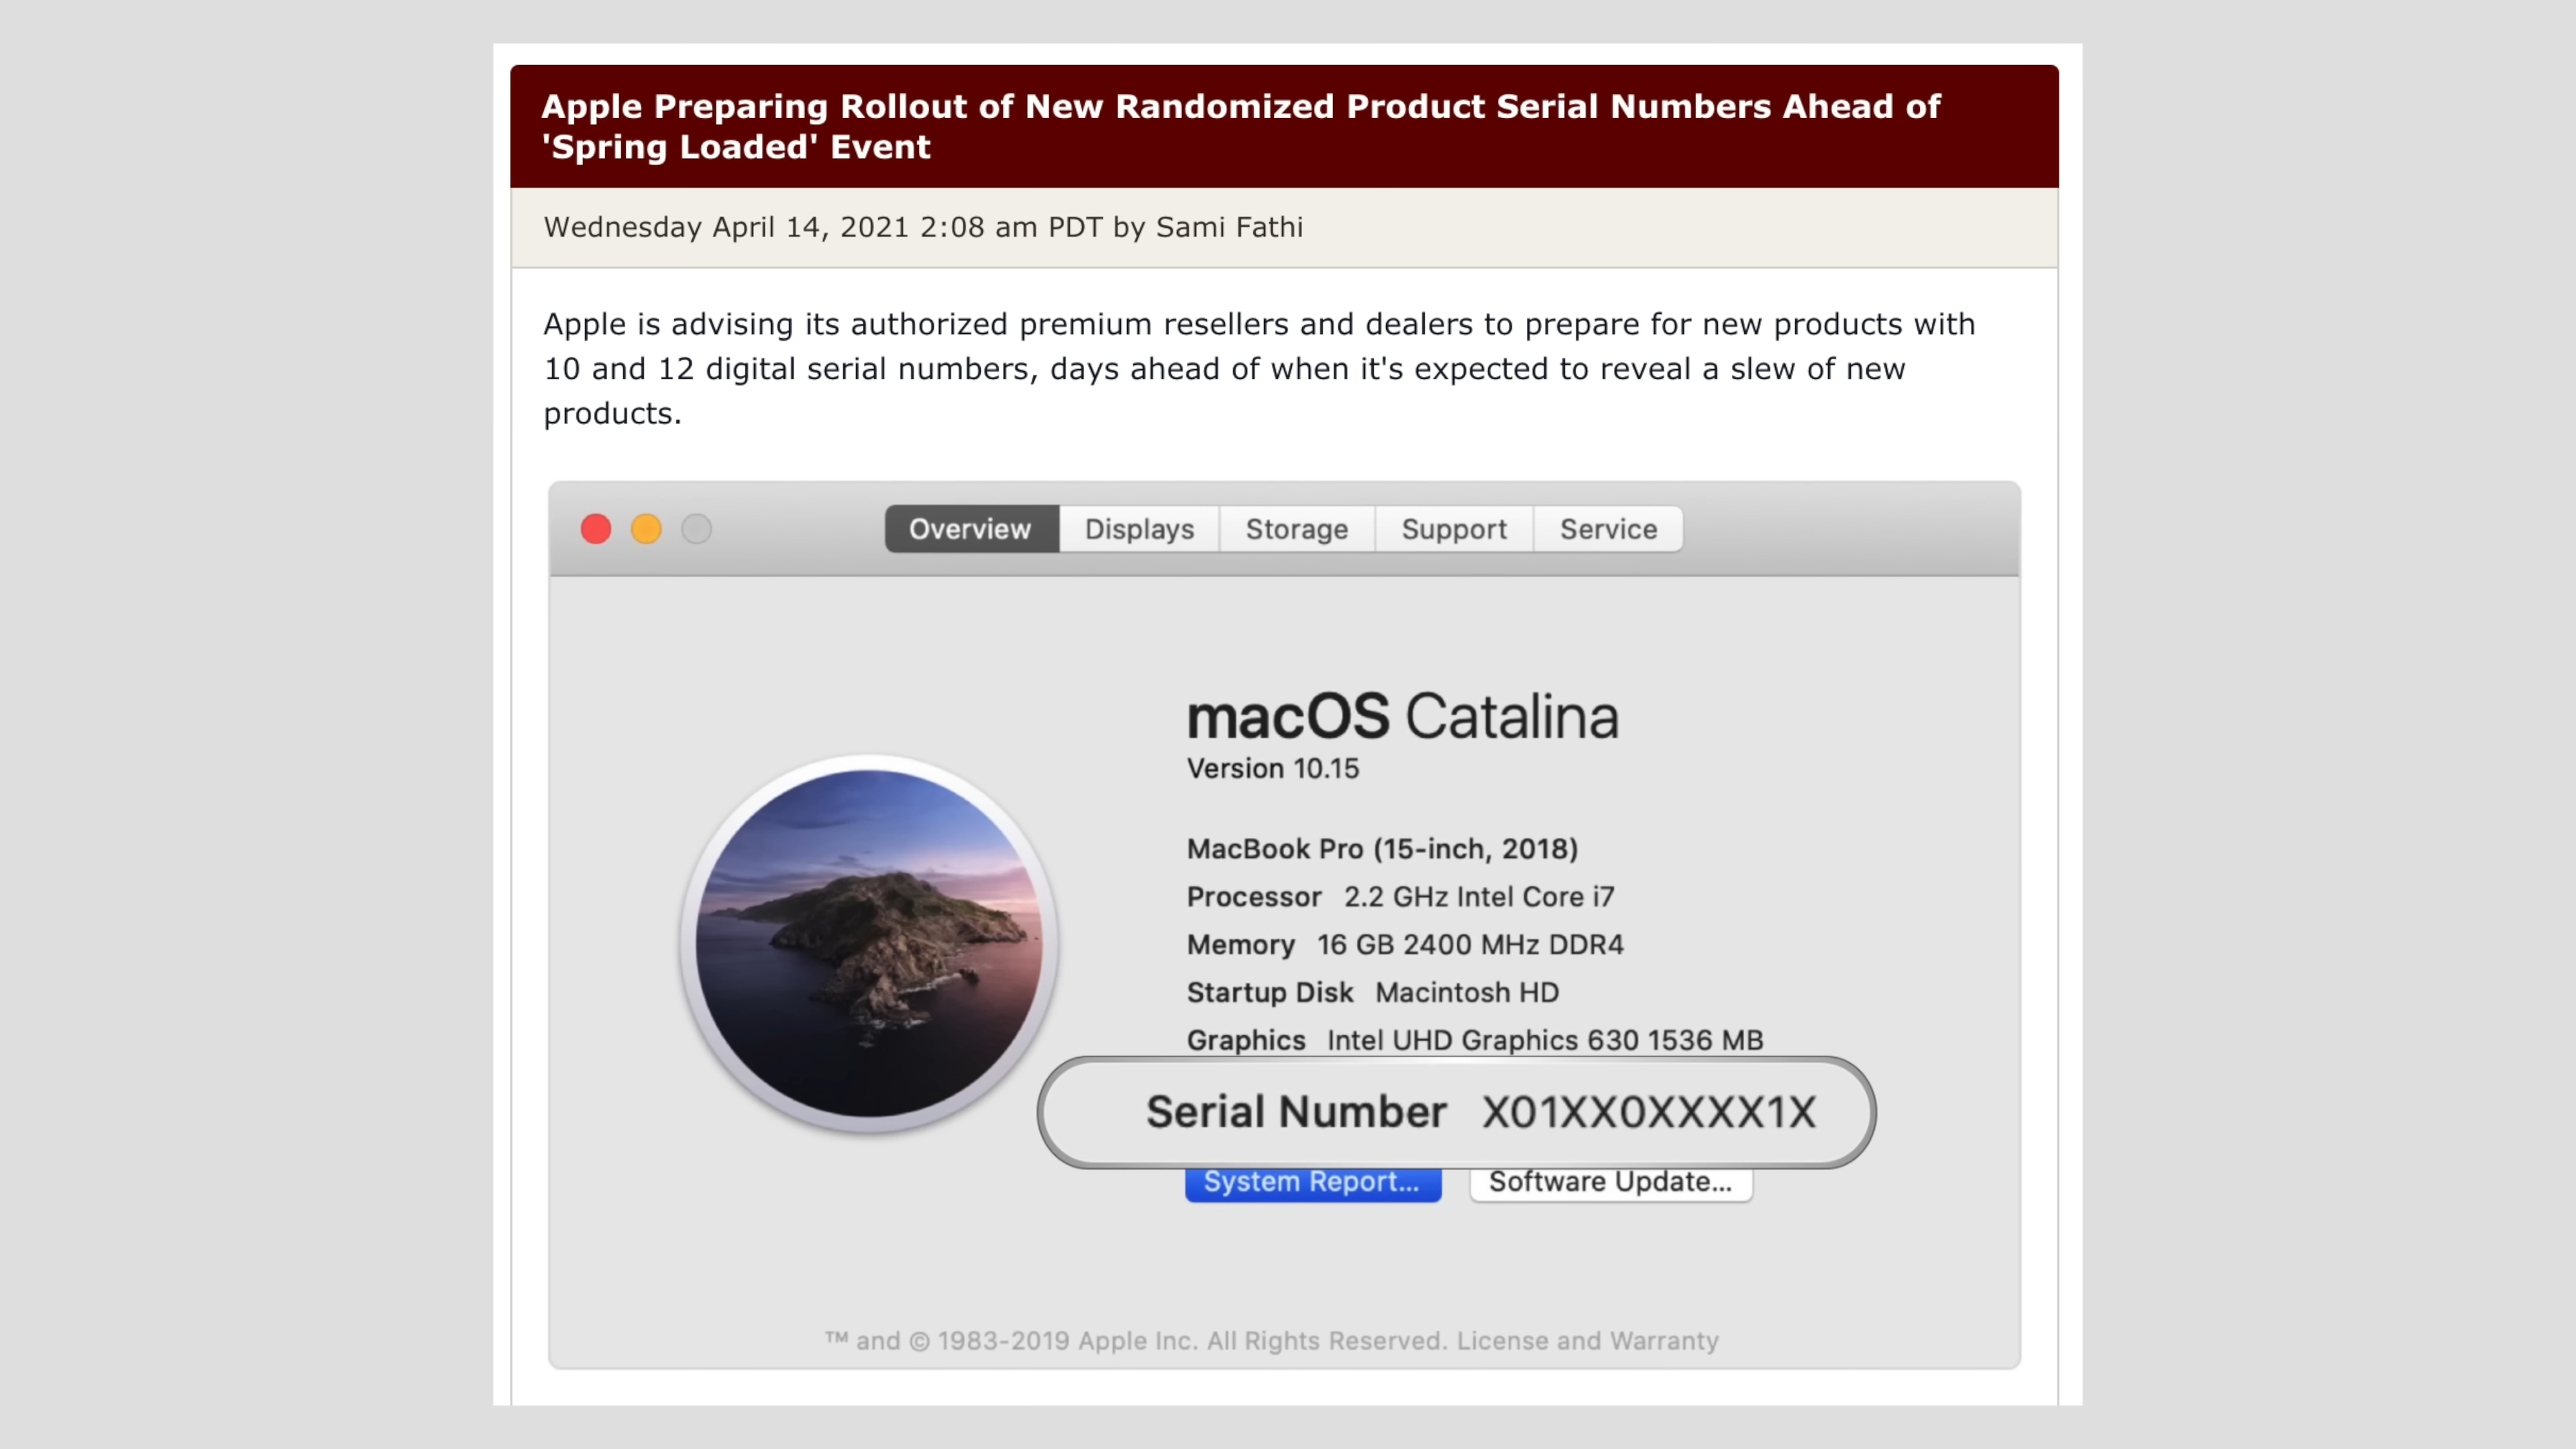 Apple Preparing Rollout of New Randomized Product Serial Numbers Ahead of
'Spring Loaded' Event
Wednesday April 14, 2021 2:08 am PDT by Sami Fathi
Apple is advising its authorized premium resellers and dealers to prepare for new products with
10 and 12 digital serial numbers, days ahead of when it's expected to reveal a slew of new
products.
Overview Displays Storage Support Service
macOS Catalina
Version 10.15
MacBook Pro (15-inch, 2018)
Processor 2.2 GHz Intel Core i7
Memory 16 GB 2400 MHz DDR4
Startup Disk Macintosh HD
Graphics Intel UHD Graphics 630 1536 MB
Serial Number X01XX0XXXX1X
System Report... Software Update...
™ and © 1983-2019 Apple Inc. All Rights Reserved. License and Warranty